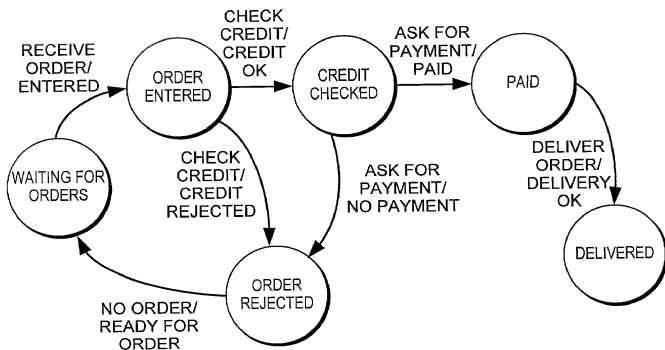 CHECK
CREDIT/
CREDIT
OK
ASK FOR
PAYMENT/
PAID
RECEIVE
ORDER/
ENTERED
ORDER
ENTERED
CREDIT
CHECKED
PAID
WAITING FOR
ORDERS
CHECK
CREDIT/
CREDIT
REJECTED
ASK FOR
PAYMENT/
NO PAYMENT
DELIVER
ORDER/
DELIVERY
OK
DELIVERED
ORDER
REJECTED
NO ORDER/
READY FOR
ORDER